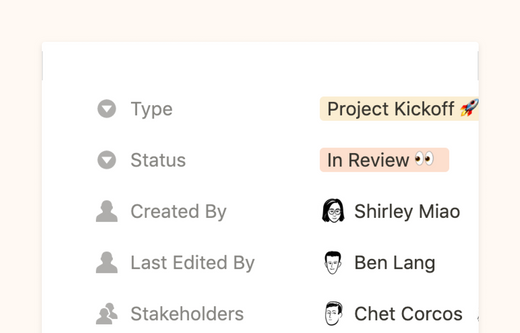 Type Project Kickoff 🚀
Status In Review 👀
Created By Shirley Miao
Last Edited By Ben Lang
Stakeholders Chet Corcos